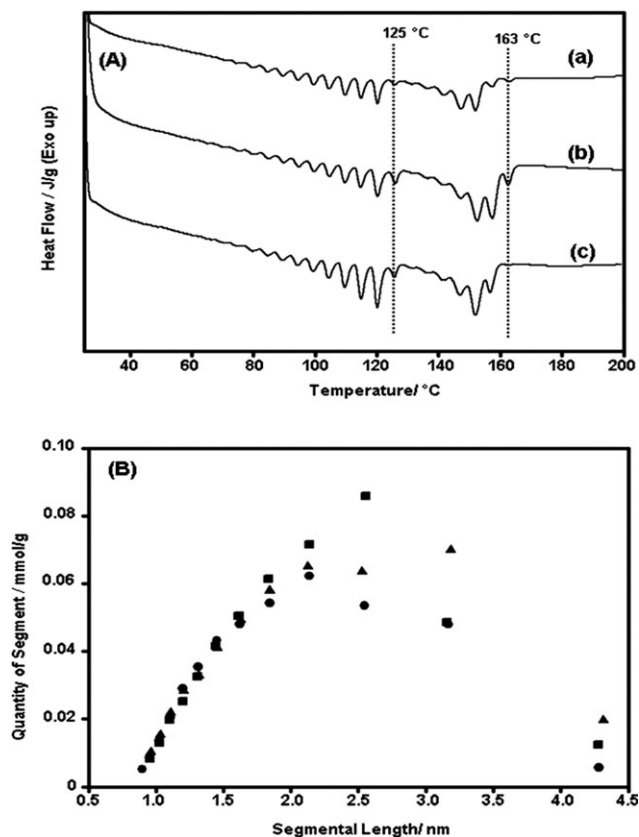 125 °C
163 °C
(A)
(a)
(b)
(c)
Heat Flow / J/g (Exo up)
40 60 80 100 120 140 160 180 200
Temperature/ °C
(B)
0.10
0.08
0.06
0.04
0.02
0
Quantity of Segment / mmol/g
0.5 1.0 1.5 2.0 2.5 3.0 3.5 4.0 4.5
Segmental Length/ nm